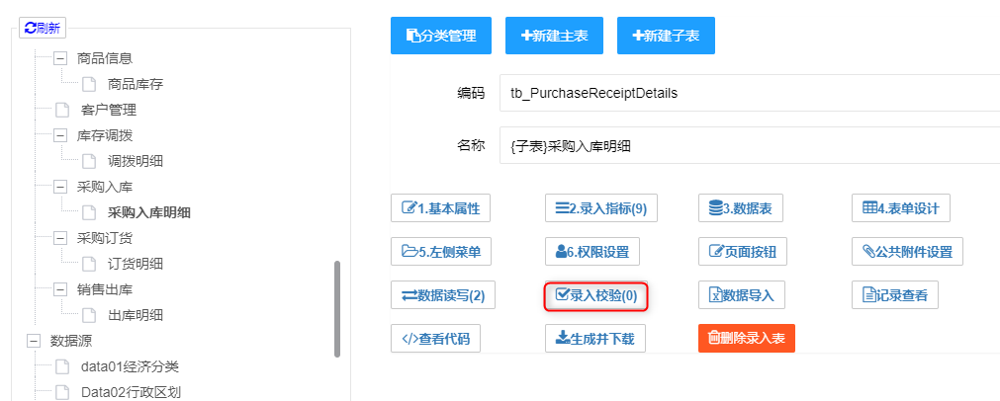 刷新
商品信息
商品库存
客户管理
库存调拨
调拨明细
采购入库
采购入库明细
采购订货
订货明细
销售出库
出库明细
数据源
data01经济分类
Data02行政区划
分类管理 新建主表 新建子表
编码 tb_PurchaseReceiptDetails
名称 {子表}采购入库明细
1.基本属性 2.录入指标(9) 3.数据表 4.表单设计
5.左侧菜单 6.权限设置 页面按钮 公共附件设置
数据读写(2) 录入校验(0) 数据导入 记录查看
</>查看代码 生成并下载 删除录入表